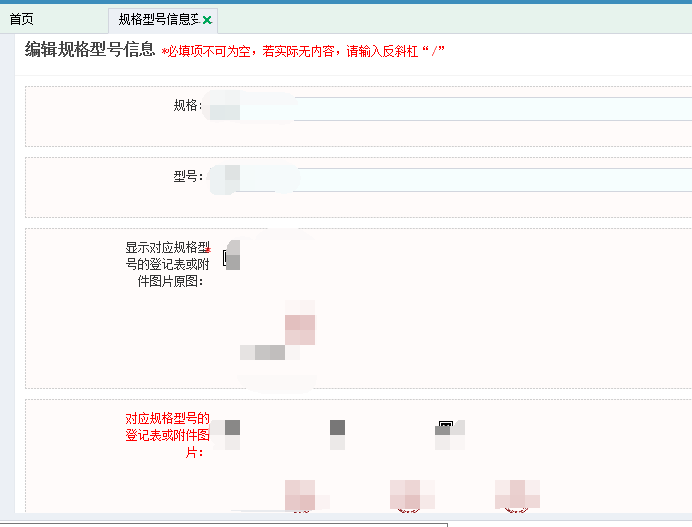 首页
规格型号信息
编辑规格型号信息 *必填项不可为空，若实际无内容，请输入反斜杠“/”
规格：
型号：
显示对应规格型*
号的登记表或附
件图片原图：
对应规格型号的
登记表或附件图
片：